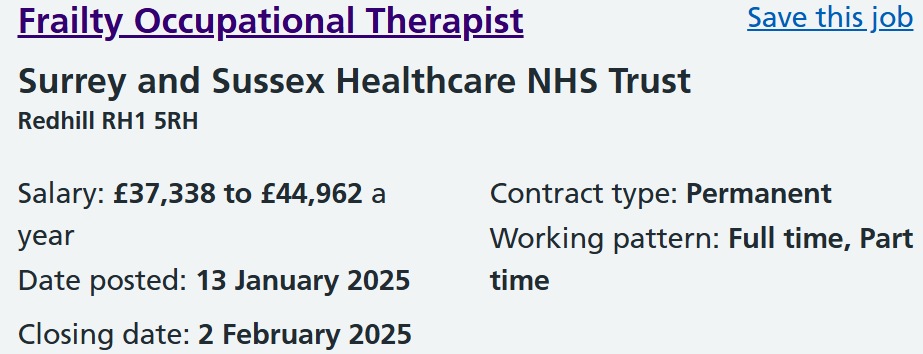 Frailty Occupational Therapist
Save this job
Surrey and Sussex Healthcare NHS Trust
Redhill RH1 5RH
Salary: £37,338 to £44,962 a
year
Date posted: 13 January 2025
Closing date: 2 February 2025
Contract type: Permanent
Working pattern: Full time, Part
time